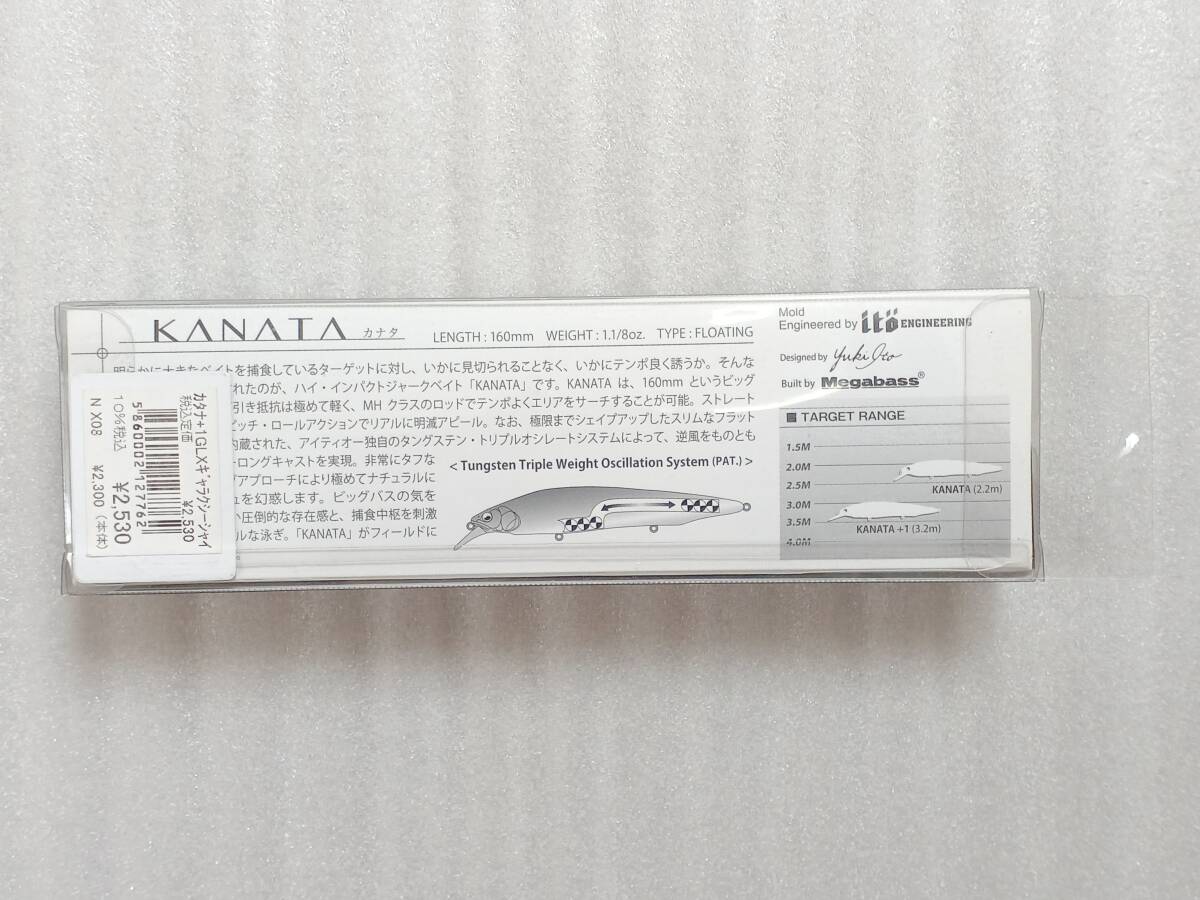 KANATA カナタ LENGTH : 160mm WEIGHT : 1.1/8oz. TYPE : FLOATING
明らかに大きなベイトを捕食しているターゲットに対し、いかに見切られることなく、いかにテンポ良く誘うか。そんな
れたのが、ハイ・インパクトジャークベイト「KANATA」です。KANATA は、160mm というビッグ
引き抵抗は極めて軽く、MH クラスのロッドでテンポよくエリアをサーチすることが可能。ストレート
ピッチ・ロールアクションでリアルに明滅アピール。なお、極限までシェイプアップしたスリムなフラット
内蔵された、アイティオー独自のタングステン・トリプルオシレートシステムによって、逆風をものとも
ーロングキャストを実現。非常にタフな
グアプローチにより極めてナチュラルに
ュを幻惑します。ビッグバスの気を
い圧倒的な存在感と、捕食中枢を刺激
ルな泳ぎ。「KANATA」がフィールドに
。
< Tungsten Triple Weight Oscillation System (PAT.) >
Mold
Engineered by itö ENGINEERING
Designed by Yuki Ito
Built by Megabass®
TARGET RANGE
1.5M
2.0M
2.5M
KANATA (2.2m)
3.0M
3.5M
KANATA +1 (3.2m)
4.0M
カタナ+1GLXギャラクシーシャイ
税込定価 ¥2,530
5860002127762
10%税込 ¥2,530
N X08 ¥2,300 (本体)